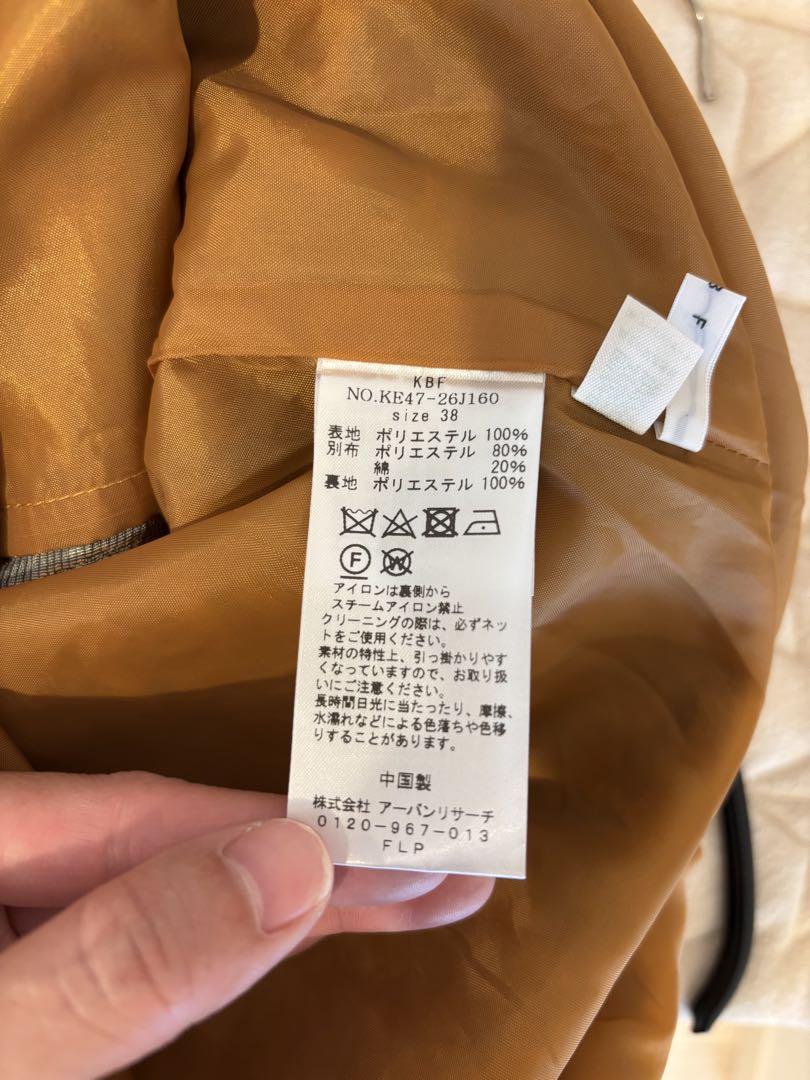 KBF
NO.KE47-26J160
size 38
表地 ポリエステル 100%
別布 ポリエステル 80%
綿 20%
裏地 ポリエステル 100%
F
W
アイロンは裏側から
スチームアイロン禁止
クリーニングの際は、必ずネッ
トをご使用ください。
素材の特性上、引っ掛かりやす
くなっていますので、お取り扱
いにご注意ください。
長時間日光に当たったり、摩擦、
水濡れなどによる色落ちや色移
りすることがあります。
中国製
株式会社 アーバンリサーチ
0120-967-013
FLP
F